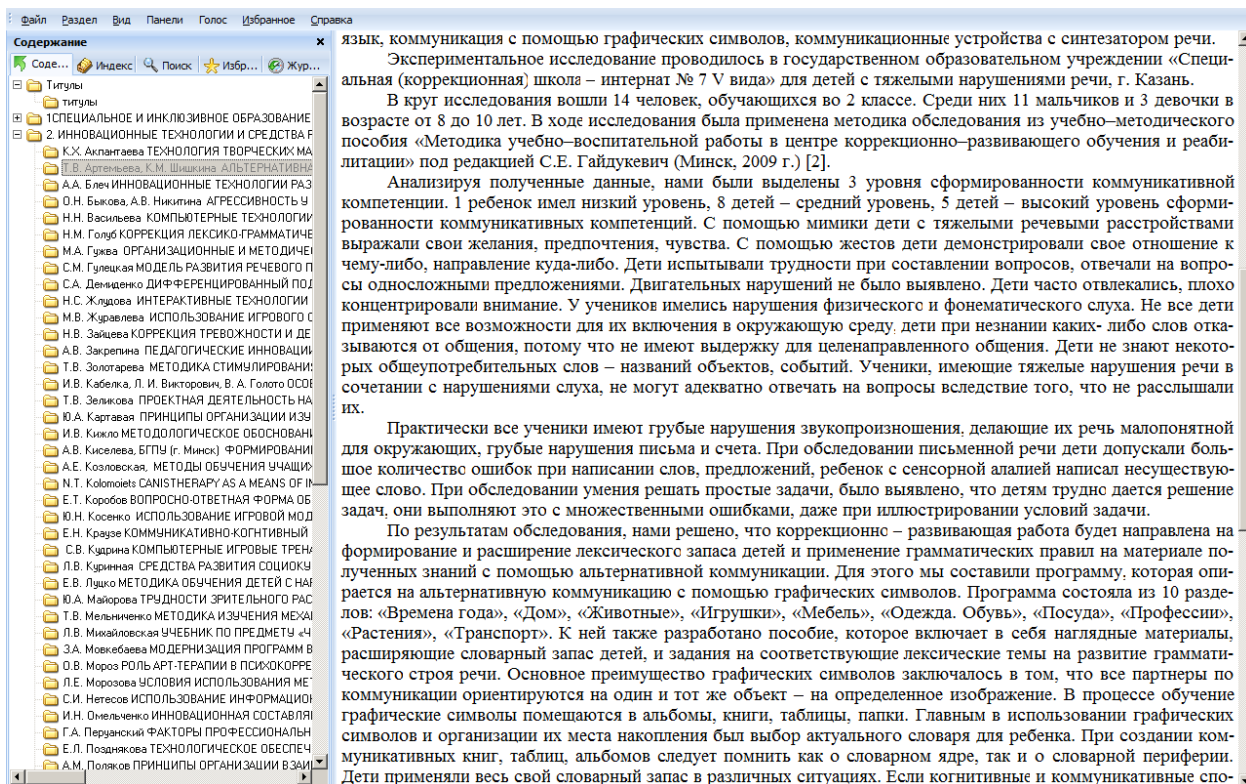 Файл Раздел Вид Панели Голос Избранное Справка
Содержание
Соде... Индекс Поиск Избр... Жур...
Титулы
титулы
1СПЕЦИАЛЬНОЕ И ИНКЛЮЗИВНОЕ ОБРАЗОВАНИЕ
2. ИННОВАЦИОННЫЕ ТЕХНОЛОГИИ И СРЕДСТВА Р
К.Х. Акпантаева ТЕХНОЛОГИЯ ТВОРЧЕСКИХ МА
Т.В. Артемьева, К.М. Шишкина АЛЬТЕРНАТИВНА
А.А. Блеч ИННОВАЦИОННЫЕ ТЕХНОЛОГИИ РАЗ
О.Н. Быкова, А.В. Никитина АГРЕССИВНОСТЬ У
Н.Н. Васильева КОМПЬЮТЕРНЫЕ ТЕХНОЛОГИИ
Н.М. Голуб КОРРЕКЦИЯ ЛЕКСИКО-ГРАММАТИЧЕ
М.А. Гужва ОРГАНИЗАЦИОННЫЕ И МЕТОДИЧЕ
С.М. Гулецкая МОДЕЛЬ РАЗВИТИЯ РЕЧЕВОГО П
С.А. Демиденко ДИФФЕРЕНЦИРОВАННЫЙ ПОД
Н.С. Жлудова ИНТЕРАКТИВНЫЕ ТЕХНОЛОГИИ
М.В. Журавлева ИСПОЛЬЗОВАНИЕ ИГРОВОГО С
Н.В. Зайцева КОРРЕКЦИЯ ТРЕВОЖНОСТИ И ДЕ
А.В. Закрепина ПЕДАГОГИЧЕСКИЕ ИННОВАЦИИ
Т.В. Золотарева МЕТОДИКА СТИМУЛИРОВАНИ
И.В. Кабелка, Л. И. Викторович, В. А. Голото ОСОБ
Т.В. Зеликова ПРОЕКТНАЯ ДЕЯТЕЛЬНОСТЬ НА
Ю.А. Картавая ПРИНЦИПЫ ОРГАНИЗАЦИИ ИЗУ
И.В. Кижло МЕТОДОЛОГИЧЕСКОЕ ОБОСНОВАНИ
А.В. Киселева, БГПУ (г. Минск) ФОРМИРОВАНИ
А.Е. Козловская, МЕТОДЫ ОБУЧЕНИЯ УЧАЩИХ
N.T. Kolomoiets CANISTHERAPY AS A MEANS OF IN
Е.Т. Коробов ВОПРОСНО-ОТВЕТНАЯ ФОРМА ОБ
Ю.Н. Косенко ИСПОЛЬЗОВАНИЕ ИГРОВОЙ МОД
Е.Н. Краузе КОММУНИКАТИВНО-КОГНТИВНЫЙ
С.В. Кудрина КОМПЬЮТЕРНЫЕ ИГРОВЫЕ ТРЕНА
Л.В. Куринная СРЕДСТВА РАЗВИТИЯ СОЦИОКУ
Е.В. Луцко МЕТОДИКА ОБУЧЕНИЯ ДЕТЕЙ С НАР
Ю.А. Майорова ТРУДНОСТИ ЗРИТЕЛЬНОГО РАС
Т.В. Мельниченко МЕТОДИКА ИЗУЧЕНИЯ МЕХА
Л.В. Михайловская УЧЕБНИК ПО ПРЕДМЕТУ «Ч
З.А. Мовкебаева МОДЕРНИЗАЦИЯ ПРОГРАММ В
О.В. Мороз РОЛЬ АРТ-ТЕРАПИИ В ПСИХОКОРРЕ
Л.Е. Морозова УСЛОВИЯ ИСПОЛЬЗОВАНИЯ МЕТ
С.И. Нетесов ИСПОЛЬЗОВАНИЕ ИНФОРМАЦИОН
И.Н. Омельченко ИННОВАЦИОННАЯ СОСТАВЛЯ
Г.А. Перуанский ФАКТОРЫ ПРОФЕССИОНАЛЬН
Е.Л. Позднякова ТЕХНОЛОГИЧЕСКОЕ ОБЕСПЕЧ
А.М. Поляков ПРИНЦИПЫ ОРГАНИЗАЦИИ ВЗАИ
язык, коммуникация с помощью графических символов, коммуникационные устройства с синтезатором речи.
Экспериментальное исследование проводилось в государственном образовательном учреждении «Специ-
альная (коррекционная) школа – интернат № 7 V вида» для детей с тяжелыми нарушениями речи, г. Казань.
В круг исследования вошли 14 человек, обучающихся во 2 классе. Среди них 11 мальчиков и 3 девочки в
возрасте от 8 до 10 лет. В ходе исследования была применена методика обследования из учебно–методического
пособия «Методика учебно–воспитательной работы в центре коррекционно–развивающего обучения и реаби-
литации» под редакцией С.Е. Гайдукевич (Минск, 2009 г.) [2].
Анализируя полученные данные, нами были выделены 3 уровня сформированности коммуникативной
компетенции. 1 ребенок имел низкий уровень, 8 детей – средний уровень, 5 детей – высокий уровень сформи-
рованности коммуникативных компетенций. С помощью мимики дети с тяжелыми речевыми расстройствами
выражали свои желания, предпочтения, чувства. С помощью жестов дети демонстрировали свое отношение к
чему-либо, направление куда-либо. Дети испытывали трудности при составлении вопросов, отвечали на вопро-
сы односложными предложениями. Двигательных нарушений не было выявлено. Дети часто отвлекались, плохо
концентрировали внимание. У учеников имелись нарушения физического и фонематического слуха. Не все дети
применяют все возможности для их включения в окружающую среду, дети при незнании каких- либо слов отка-
зываются от общения, потому что не имеют выдержку для целенаправленного общения. Дети не знают некото-
рых общеупотребительных слов – названий объектов, событий. Ученики, имеющие тяжелые нарушения речи в
сочетании с нарушениями слуха, не могут адекватно отвечать на вопросы вследствие того, что не расслышали
их.
Практически все ученики имеют грубые нарушения звукопроизношения, делающие их речь малопонятной
для окружающих, грубые нарушения письма и счета. При обследовании письменной речи дети допускали боль-
шое количество ошибок при написании слов, предложений, ребенок с сенсорной алалией написал несуществую-
щее слово. При обследовании умения решать простые задачи, было выявлено, что детям трудно дается решение
задач, они выполняют это с множественными ошибками, даже при иллюстрировании условий задачи.
По результатам обследования, нами решено, что коррекционно – развивающая работа будет направлена на
формирование и расширение лексического запаса детей и применение грамматических правил на материале по-
лученных знаний с помощью альтернативной коммуникации. Для этого мы составили программу, которая опи-
рается на альтернативную коммуникацию с помощью графических символов. Программа состояла из 10 разде-
лов: «Времена года», «Дом», «Животные», «Игрушки», «Мебель», «Одежда. Обувь», «Посуда», «Профессии»,
«Растения», «Транспорт». К ней также разработано пособие, которое включает в себя наглядные материалы,
расширяющие словарный запас детей, и задания на соответствующие лексические темы на развитие граммати-
ческого строя речи. Основное преимущество графических символов заключалось в том, что все партнеры по
коммуникации ориентируются на один и тот же объект – на определенное изображение. В процессе обучение
графические символы помещаются в альбомы, книги, таблицы, папки. Главным в использовании графических
символов и организации их места накопления был выбор актуального словаря для ребенка. При создании ком-
муникативных книг, таблиц, альбомов следует помнить как о словарном ядре, так и о словарной периферии.
Дети применяли весь свой словарный запас в различных ситуациях. Если когнитивные и коммуникативные спо-